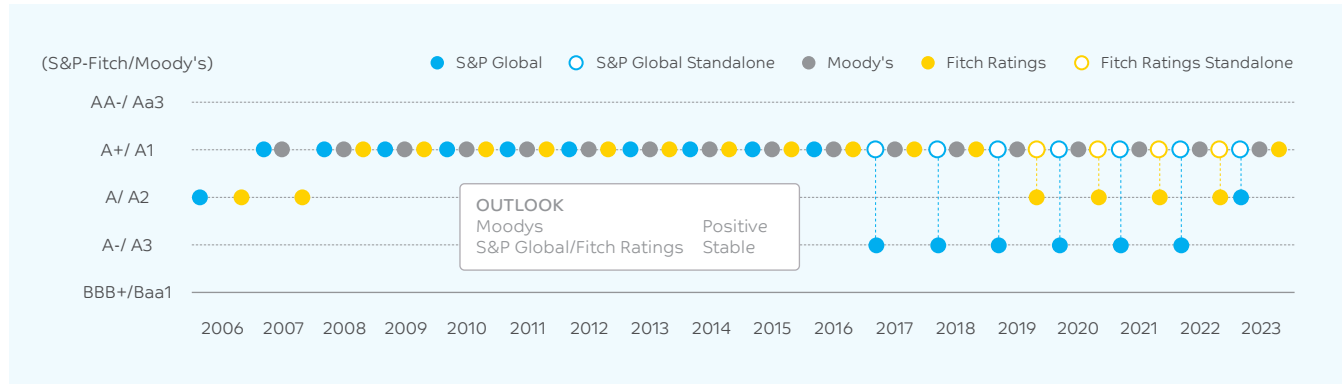 (S&P-Fitch/Moody's) S&P Global S&P Global Standalone Moody's Fitch Ratings Fitch Ratings Standalone
AA-/ Aa3
A+/ A1
A/ A2
OUTLOOK
Moodys Positive
S&P Global/Fitch Ratings Stable
A-/ A3
BBB+/Baa1
2006 2007 2008 2009 2010 2011 2012 2013 2014 2015 2016 2017 2018 2019 2020 2021 2022 2023